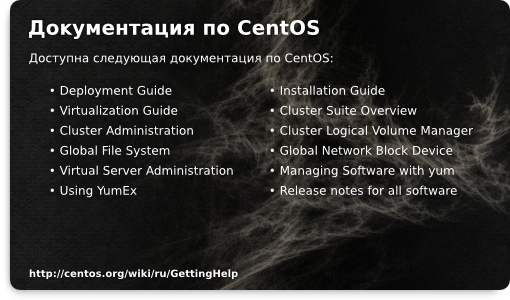 Документация по CentOS
Доступна следующая документация по CentOS:
• Deployment Guide
• Virtualization Guide
• Cluster Administration
• Global File System
• Virtual Server Administration
• Using YumEx
• Installation Guide
• Cluster Suite Overview
• Cluster Logical Volume Manager
• Global Network Block Device
• Managing Software with yum
• Release notes for all software
http://centos.org/wiki/ru/GettingHelp